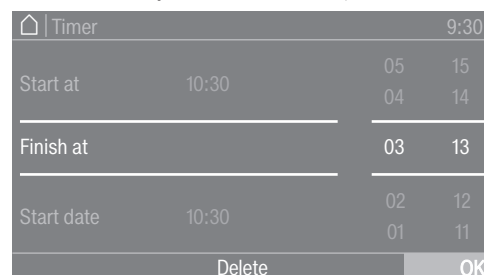 Timer 9:30
05 15
Start at 10:30
04 14
Finish at 03 13
02 12
Start date 10:30
01 11
Delete OK